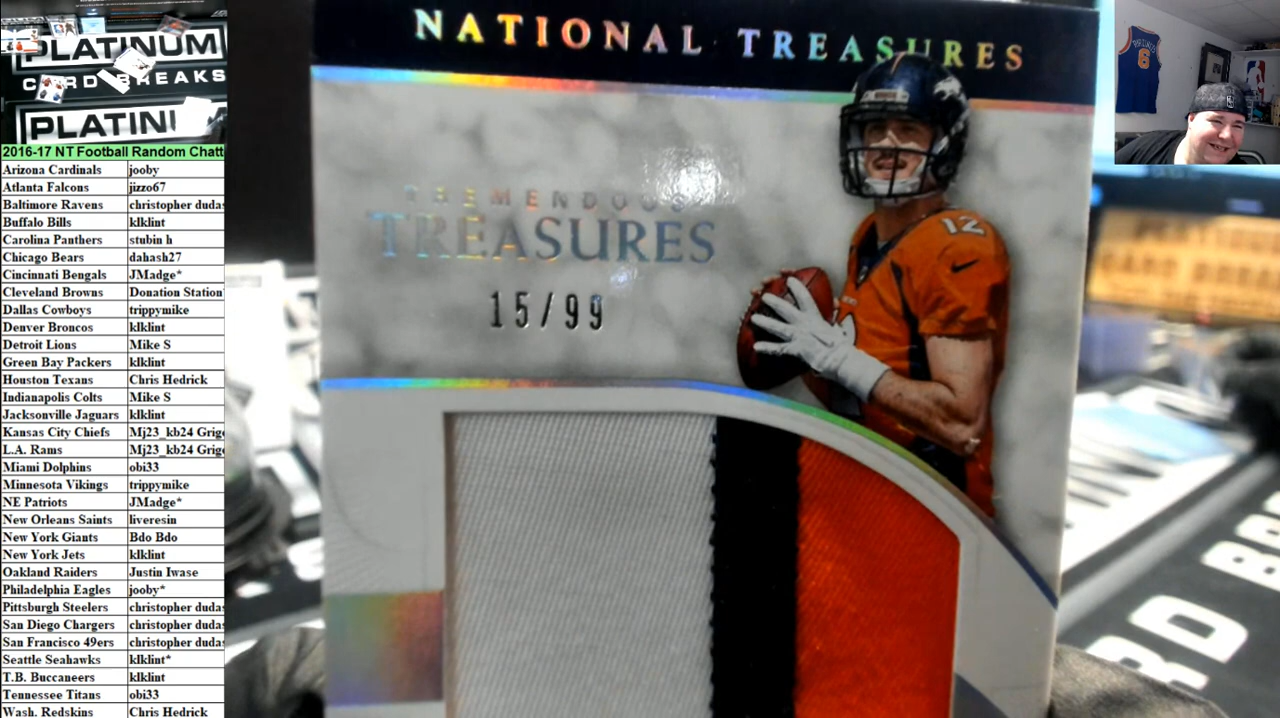 PLATINUM
CARD BREAKS
PLATINU
2016-17 NT Football Random Chatt
Arizona Cardinals jooby
Atlanta Falcons jizzo67
Baltimore Ravens christopher dudas
Buffalo Bills klklint
Carolina Panthers stubin h
Chicago Bears dahash27
Cincinnati Bengals JMadge*
Cleveland Browns Donation Station
Dallas Cowboys trippymike
Denver Broncos klklint
Detroit Lions Mike S
Green Bay Packers klklint
Houston Texans Chris Hedrick
Indianapolis Colts Mike S
Jacksonville Jaguars klklint
Kansas City Chiefs Mj23_kb24 Grig
L.A. Rams Mj23_kb24 Grig
Miami Dolphins obi33
Minnesota Vikings trippymike
NE Patriots JMadge*
New Orleans Saints liveresin
New York Giants Bdo Bdo
New York Jets klklint
Oakland Raiders Justin Iwase
Philadelphia Eagles jooby*
Pittsburgh Steelers christopher dudas
San Diego Chargers christopher dudas
San Francisco 49ers christopher dudas
Seattle Seahawks klklint*
T.B. Buccaneers klklint
Tennessee Titans obi33
Wash. Redskins Chris Hedrick
NATIONAL TREASURES
TREMENDOUS
TREASURES
15/99
12
6